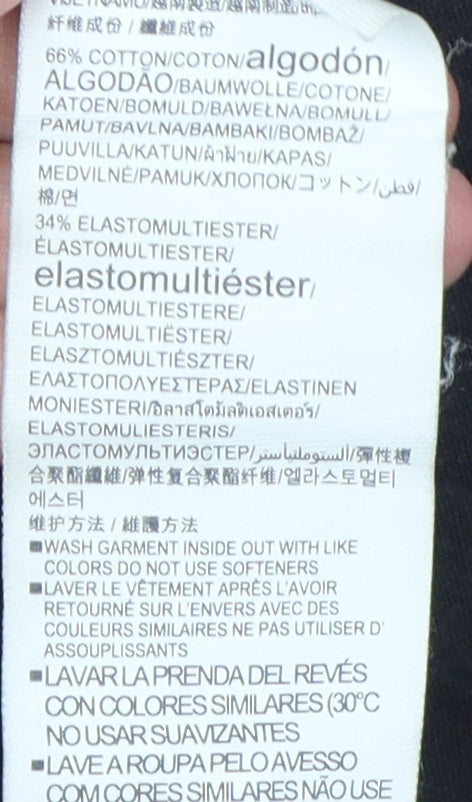 纤维成份 / 纖維成份
66% COTTON/COTON/algodón/
ALGODÃO/BAUMWOLLE/COTONE/
KATOEN/BOMULD/BAWEŁNA/BOMULL/
PAMUT/BAVLNA/BAMBAKI/BOMBAŽ/
PUUVILLA/KATUN/ผ้าฝ้าย/KAPAS/
MEDVILNĖ/PAMUK/ХЛОПОК/コットン/قطن/
棉/면
34% ELASTOMULTIESTER/
ÉLASTOMULTIESTER/
elastomultiéster/
ELASTOMULTIESTERE/
ELASTOMULTIËSTER/
ELASZTOMULTIÉSZTER/
ΕΛΑΣΤΟΠΟΛΥΕΣΤΕΡΑΣ/ELASTINEN
MONIESTERI/อิลาสโตมัลติเอสเตอร์/
ELASTOMULIESTERIS/
ЭЛАСТОМУЛЬТИЭСТЕР/ألستوملتيأستر/彈性複
合聚酯纖維/弹性复合聚酯纤维/엘라스토멀티
에스터
维护方法 / 維護方法
■WASH GARMENT INSIDE OUT WITH LIKE
COLORS DO NOT USE SOFTENERS
■LAVER LE VÊTEMENT APRÈS L'AVOIR
RETOURNÉ SUR L'ENVERS AVEC DES
COULEURS SIMILAIRES NE PAS UTILISER D'
ASSOUPLISSANTS
■LAVAR LA PRENDA DEL REVÉS
CON COLORES SIMILARES (30°C
NO USAR SUAVIZANTES
■LAVE A ROUPA PELO AVESSO
COM CORES SIMILARES NÃO USE